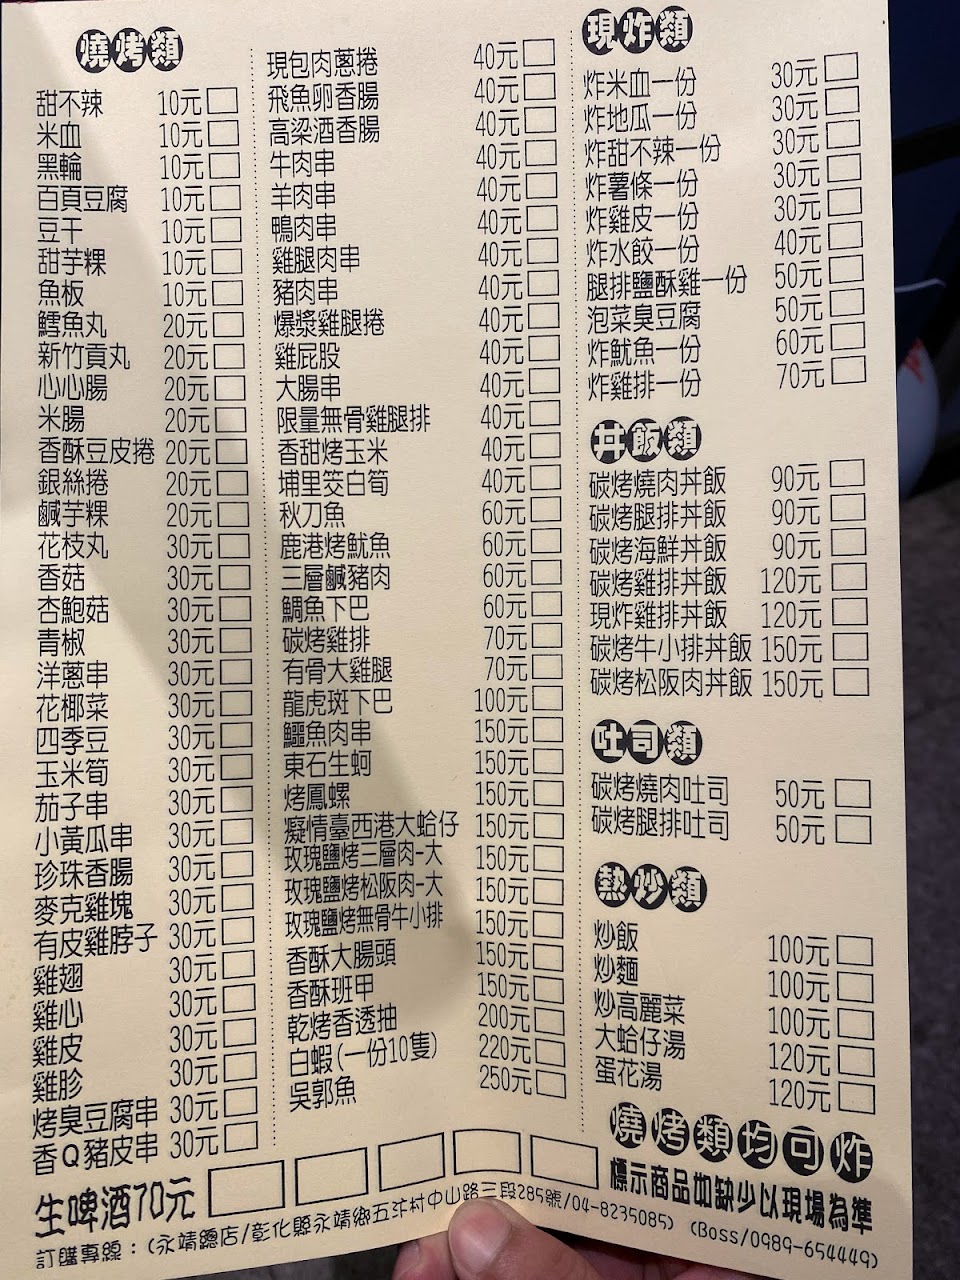 燒烤類
甜不辣 10元
米血 10元
黑輪 10元
百頁豆腐 10元
豆干 10元
甜芋粿 10元
魚板 10元
鱈魚丸 20元
新竹貢丸 20元
心心腸 20元
米腸 20元
香酥豆皮捲 20元
銀絲捲 20元
鹹芋粿 20元
花枝丸 30元
香菇 30元
杏鮑菇 30元
青椒 30元
洋蔥串 30元
花椰菜 30元
四季豆 30元
玉米筍 30元
茄子串 30元
小黃瓜串 30元
珍珠香腸 30元
麥克雞塊 30元
有皮雞脖子 30元
雞翅 30元
雞心 30元
雞皮 30元
雞胗 30元
烤臭豆腐串 30元
香Q豬皮串 30元
現包肉蔥捲 40元
飛魚卵香腸 40元
高梁酒香腸 40元
牛肉串 40元
羊肉串 40元
鴨肉串 40元
雞腿肉串 40元
豬肉串 40元
爆漿雞腿捲 40元
雞屁股 40元
大腸串 40元
限量無骨雞腿排 40元
香甜烤玉米 40元
埔里茭白筍 40元
秋刀魚 60元
鹿港烤魷魚 60元
三層鹹豬肉 60元
鯛魚下巴 60元
碳烤雞排 70元
有骨大雞腿 70元
龍虎斑下巴 100元
鱷魚肉串 150元
東石生蚵 150元
烤鳳螺 150元
癡情臺西港大蛤仔 150元
玫瑰鹽烤三層肉-大 150元
玫瑰鹽烤松阪肉-大 150元
玫瑰鹽烤無骨牛小排 150元
香酥大腸頭 150元
香酥班甲 150元
乾烤香透抽 200元
白蝦(一份10隻) 220元
吳郭魚 250元
現炸類
炸米血一份 30元
炸地瓜一份 30元
炸甜不辣一份 30元
炸薯條一份 30元
炸雞皮一份 30元
炸水餃一份 40元
腿排鹽酥雞一份 50元
泡菜臭豆腐 50元
炸魷魚一份 60元
炸雞排一份 70元
丼飯類
碳烤燒肉丼飯 90元
碳烤腿排丼飯 90元
碳烤海鮮丼飯 90元
碳烤雞排丼飯 120元
現炸雞排丼飯 120元
碳烤牛小排丼飯 150元
碳烤松阪肉丼飯 150元
吐司類
碳烤燒肉吐司 50元
碳烤腿排吐司 50元
熱炒類
炒飯 100元
炒麵 100元
炒高麗菜 100元
大蛤仔湯 120元
蛋花湯 120元
燒烤類均可炸
標示商品如缺少以現場為準
生啤酒70元
訂購專線：(永靖總店/彰化縣永靖鄉五汴村中山路三段285號/04-8235085) (Boss/0989-654449)